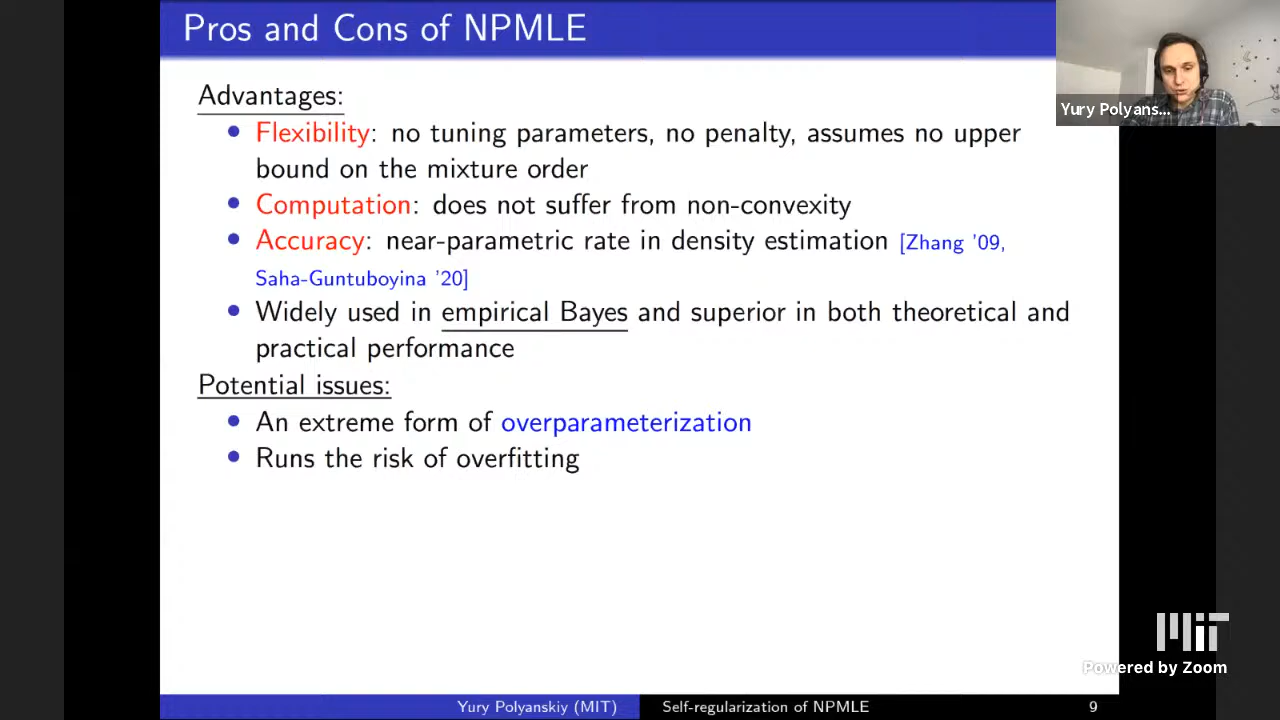 Pros and Cons of NPMLE
Yury Polyans...
Advantages:
• Flexibility: no tuning parameters, no penalty, assumes no upper
bound on the mixture order
• Computation: does not suffer from non-convexity
• Accuracy: near-parametric rate in density estimation [Zhang '09,
Saha-Guntuboyina '20]
• Widely used in empirical Bayes and superior in both theoretical and
practical performance
Potential issues:
• An extreme form of overparameterization
• Runs the risk of overfitting
MIT
Powered by Zoom
Yury Polyanskiy (MIT) Self-regularization of NPMLE 9